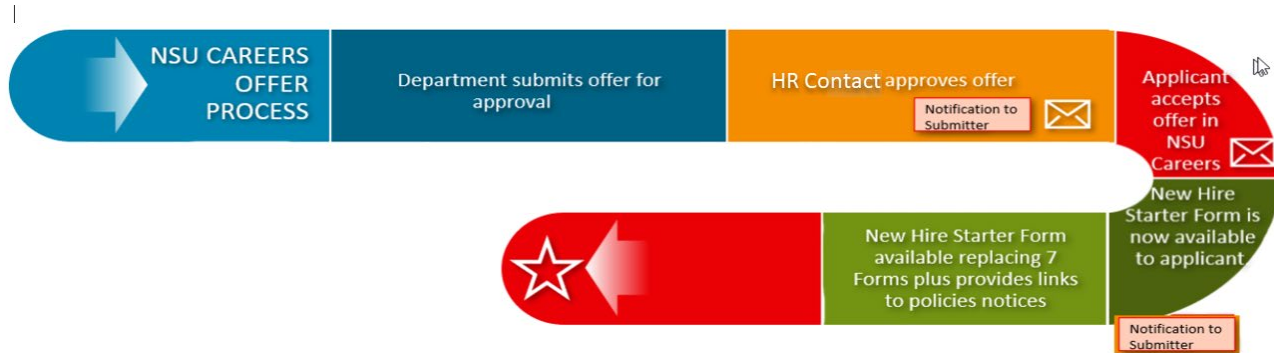 NSU CAREERS
OFFER
PROCESS
Department submits offer for
approval
HR Contact approves offer
Notification to
Submitter
Applicant
accepts
offer in
NSU
Careers
New Hire
Starter Form is
now available
to applicant
Notification to
Submitter
New Hire Starter Form
available replacing 7
Forms plus provides links
to policies notices